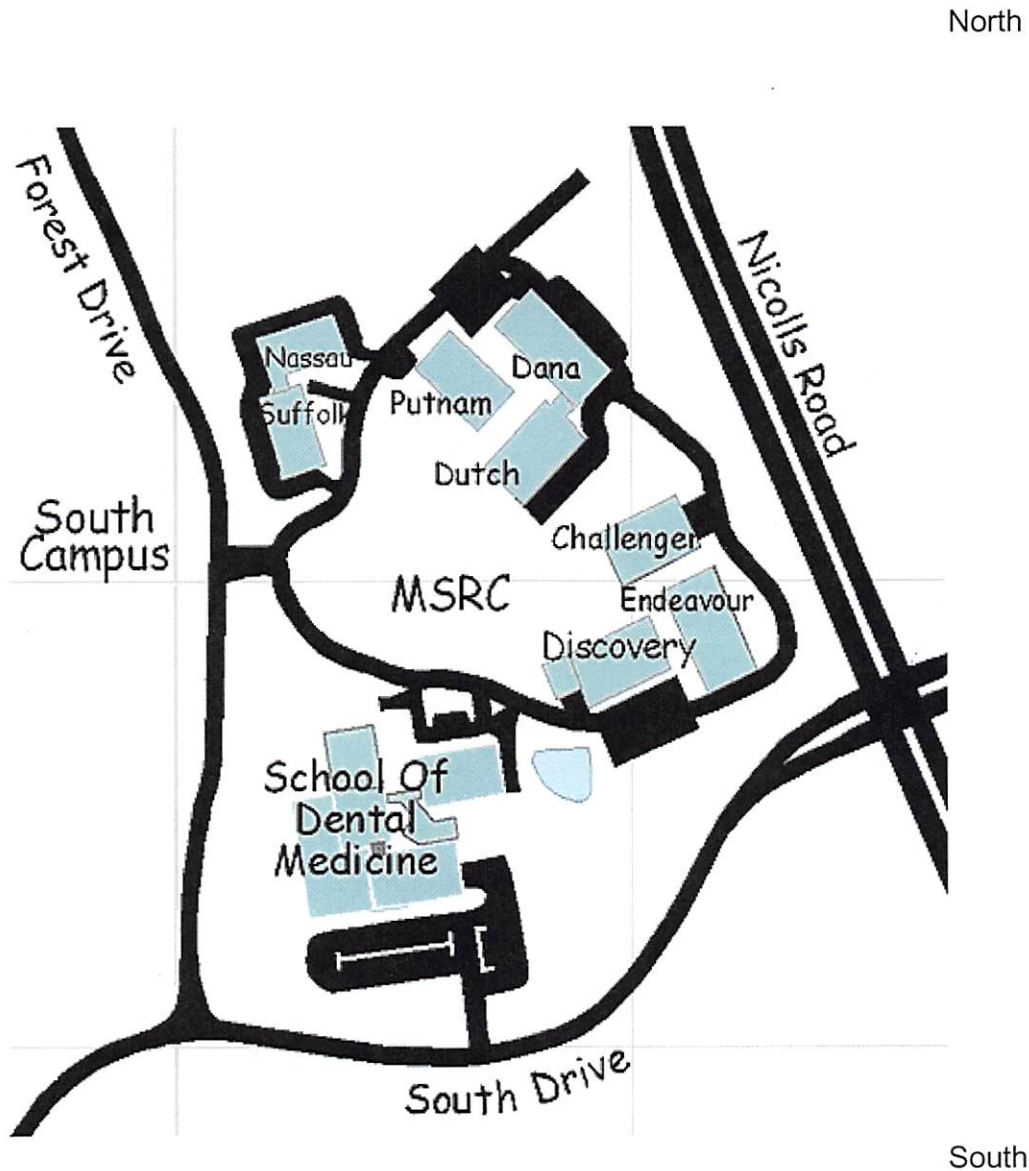 North
Forest Drive
Nicolls Road
Nassau
Dana
Putnam
Suffolk
Dutch
South
Campus
Challenger
MSRC
Endeavour
Discovery
School Of
Dental
Medicine
South Drive
South